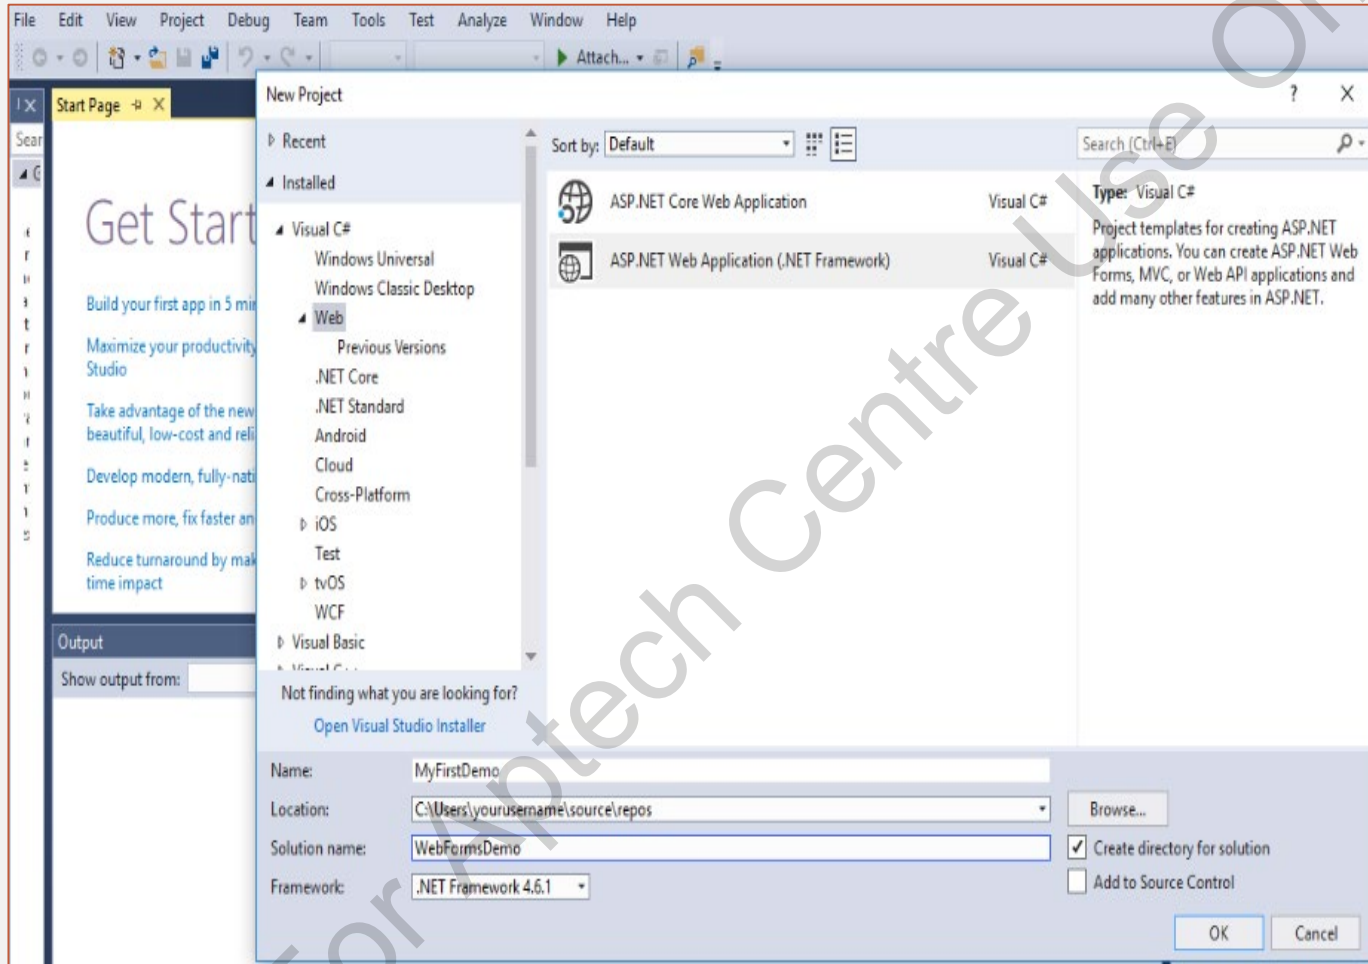 File Edit View Project Debug Team Tools Test Analyze Window Help
Attach...
Start Page
New Project
?
Sear
Recent
Sort by: Default
Search (Ctrl+E)
Installed
Get Start
ASP.NET Core Web Application Visual C#
Type: Visual C#
Visual C#
Project templates for creating ASP.NET
Windows Universal
ASP.NET Web Application (.NET Framework) Visual C#
applications. You can create ASP.NET Web
Forms, MVC, or Web API applications and
Windows Classic Desktop
add many other features in ASP.NET.
Build your first app in 5 min
Web
Maximize your productivity
Studio
Previous Versions
.NET Core
Take advantage of the new
beautiful, low-cost and reli
.NET Standard
Android
Cloud
Develop modern, fully-nati
Cross-Platform
Produce more, fix faster an
iOS
Test
Reduce turnaround by mak
time impact
tvOS
WCF
Output
Visual Basic
Show output from:
Not finding what you are looking for?
Open Visual Studio Installer
Name: MyFirstDemo
Location: C:\Users\yourusername\source\repos
Browse...
Solution name: WebFormsDemo
Create directory for solution
Framework: .NET Framework 4.6.1
Add to Source Control
OK Cancel
For Aptech Centre Use